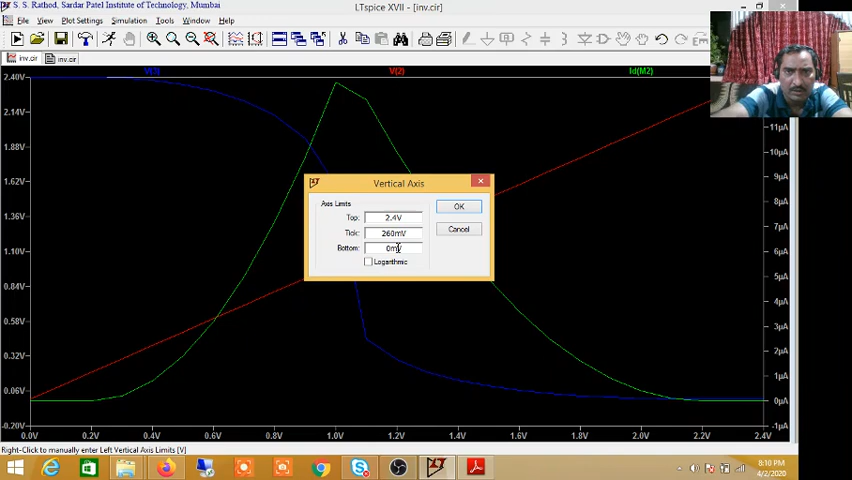 S. S. Rathod, Sardar Patel Institute of Technology, Mumbai
LTspice XVII - [inv.cir]
File View Plot Settings Simulation Tools Window Help
inv.cir inv.cir
V(2) Id(M2)
2.40V
2.14V
1.88V
1.62V
1.36V
1.10V
0.84V
0.58V
0.32V
0.06V
-0.20V
11µA
10µA
9µA
8µA
7µA
6µA
5µA
4µA
3µA
2µA
1µA
0µA
-1µA
Vertical Axis
Axis Limits
Top: 2.4V
Tick: 260mV
Bottom: 0mV
Logarithmic
OK
Cancel
0.0V 0.2V 0.4V 0.6V 0.8V 1.0V 1.2V 1.4V 1.6V 1.8V 2.0V 2.2V 2.4V
Right-Click to manually enter Left Vertical Axis Limits [V]
8:10 PM
4/2/2020